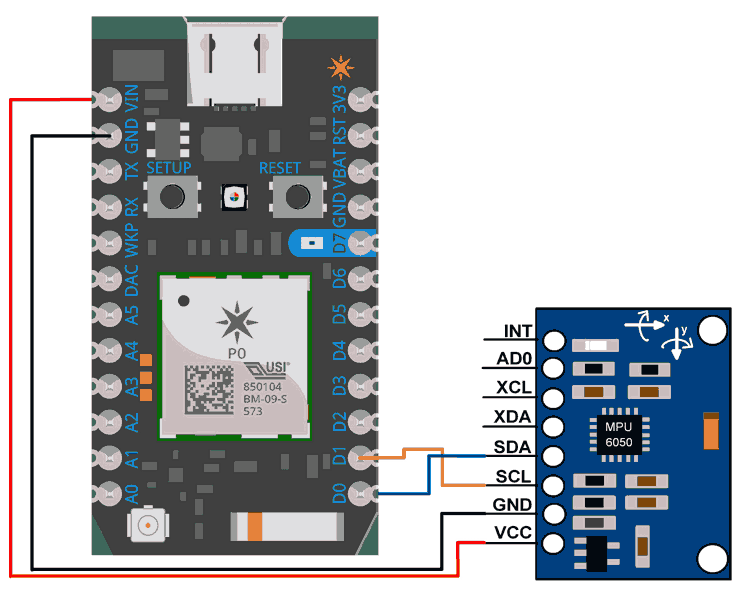 VIN
GND
TX
RX
WKP
DAC
A5
A4
A3
A2
A1
A0
3V3
RST
VBAT
GND
D7
D6
D5
D4
D3
D2
D1
D0
SETUP
RESET
P0
USI
850104
BM-09-S
S73
INT
AD0
XCL
XDA
SDA
SCL
GND
VCC
x
y
MPU
6050